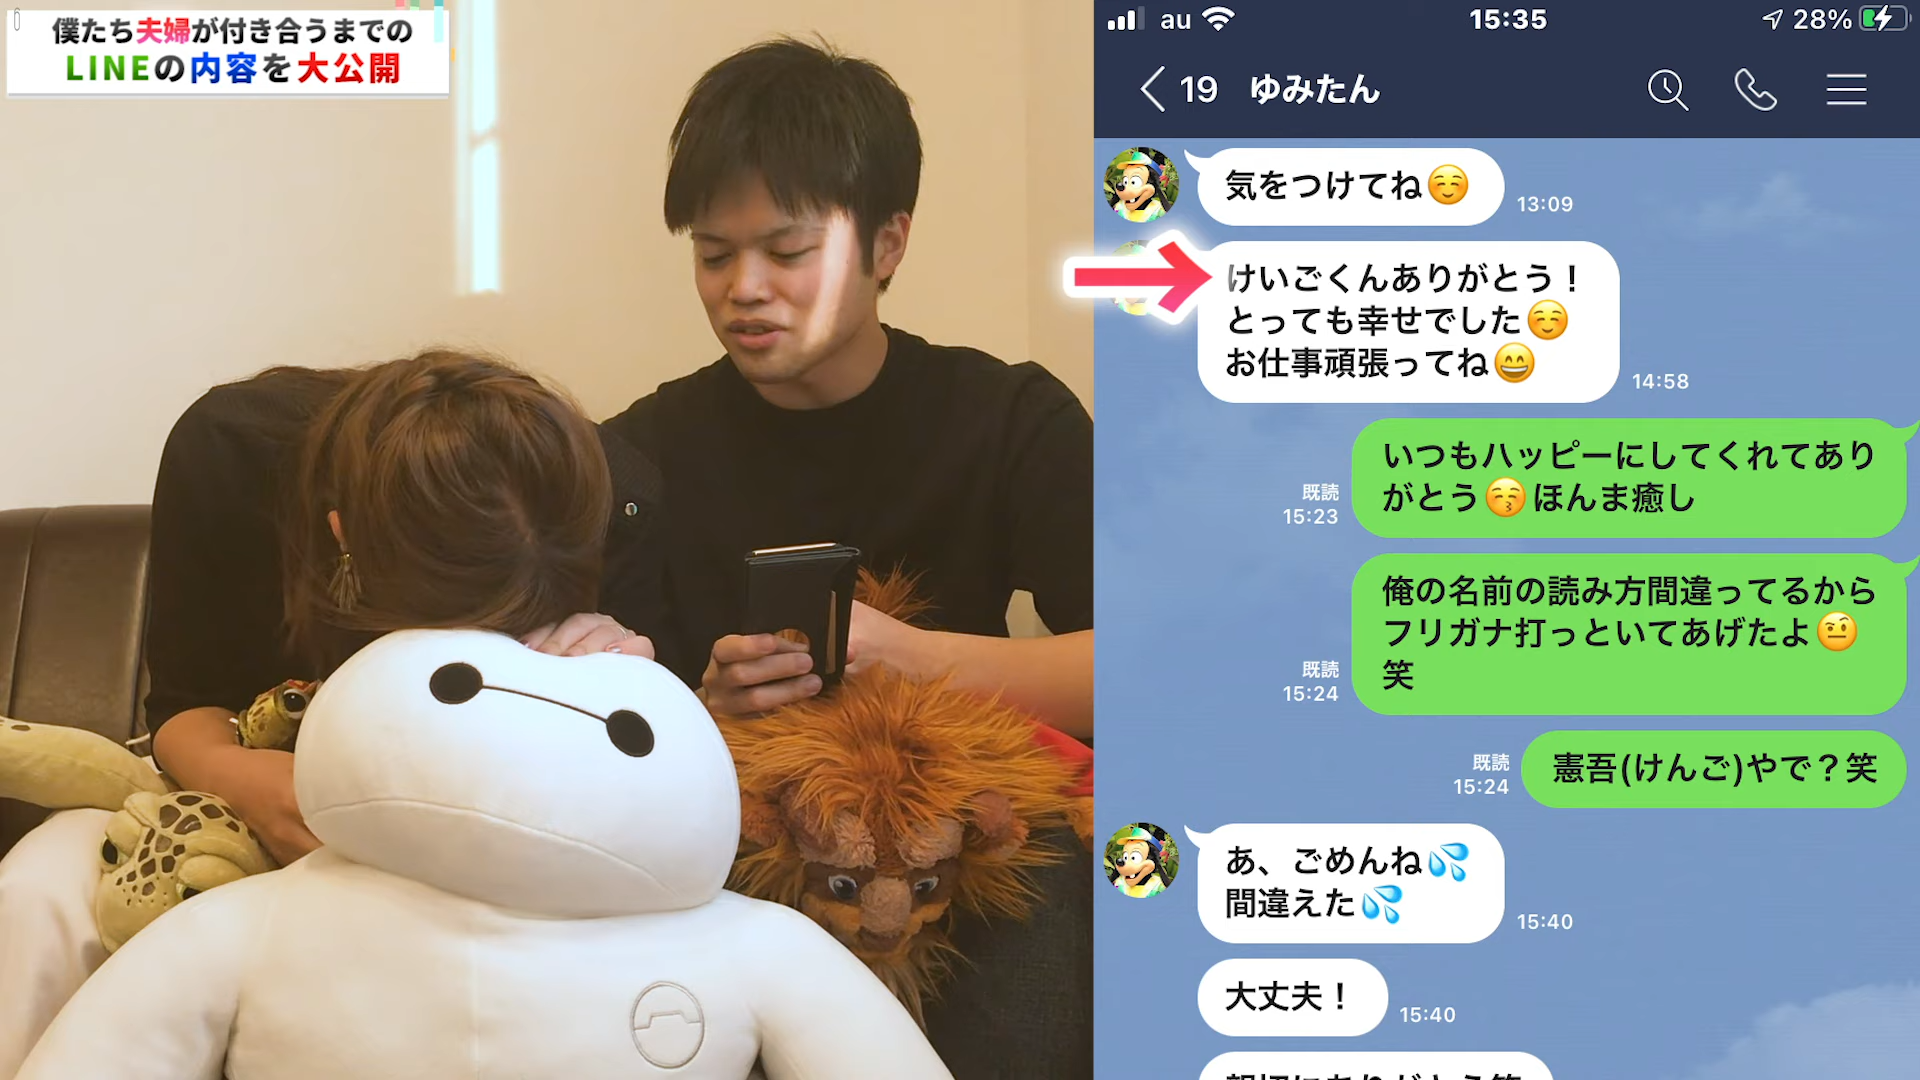 僕たち夫婦が付き合うまでの
LINEの内容を大公開
au
15:35
28%
19 ゆみたん
気をつけてね☺️
13:09
けいごくんありがとう！
とっても幸せでした☺️
お仕事頑張ってね😄
14:58
いつもハッピーにしてくれてあり
がとう😚ほんま癒し
既読
15:23
俺の名前の読み方間違ってるから
フリガナ打っといてあげたよ🤨
笑
既読
15:24
憲吾(けんご)やで？笑
既読
15:24
あ、ごめんね💦
間違えた💦
15:40
大丈夫！
15:40